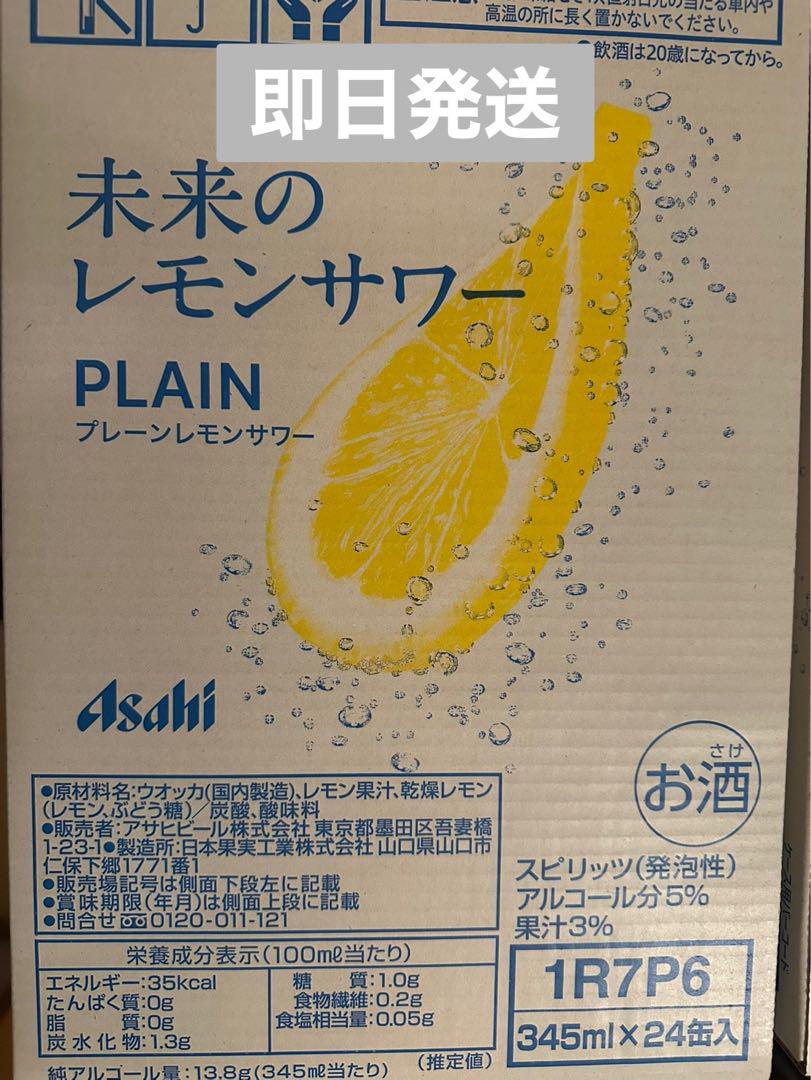 高温の所に長く置かないでください。
●飲酒は20歳になってから。
即日発送
未来の
レモンサワー
PLAIN
プレーンレモンサワー
Asahi
●原材料名:ウオッカ(国内製造)、レモン果汁、乾燥レモン
(レモン、ぶどう糖)/炭酸、酸味料
●販売者:アサヒビール株式会社 東京都墨田区吾妻橋
1-23-1●製造所:日本果実工業株式会社 山口県山口市
仁保下郷1771番1
●販売場記号は側面下段左に記載
●賞味期限(年月)は側面上段に記載
●問合せ 0120-011-121
さけ
お酒
スピリッツ(発泡性)
アルコール分5%
果汁3%
栄養成分表示(100ml当たり)
エネルギー:35kcal
たんぱく質:0g
脂 質:0g
炭水化物:1.3g
糖 質:1.0g
食物繊維:0.2g
食塩相当量:0.05g
純アルコール量:13.8g(345ml当たり)
(推定値)
1R7P6
345ml×24缶入
ケース用バーコード